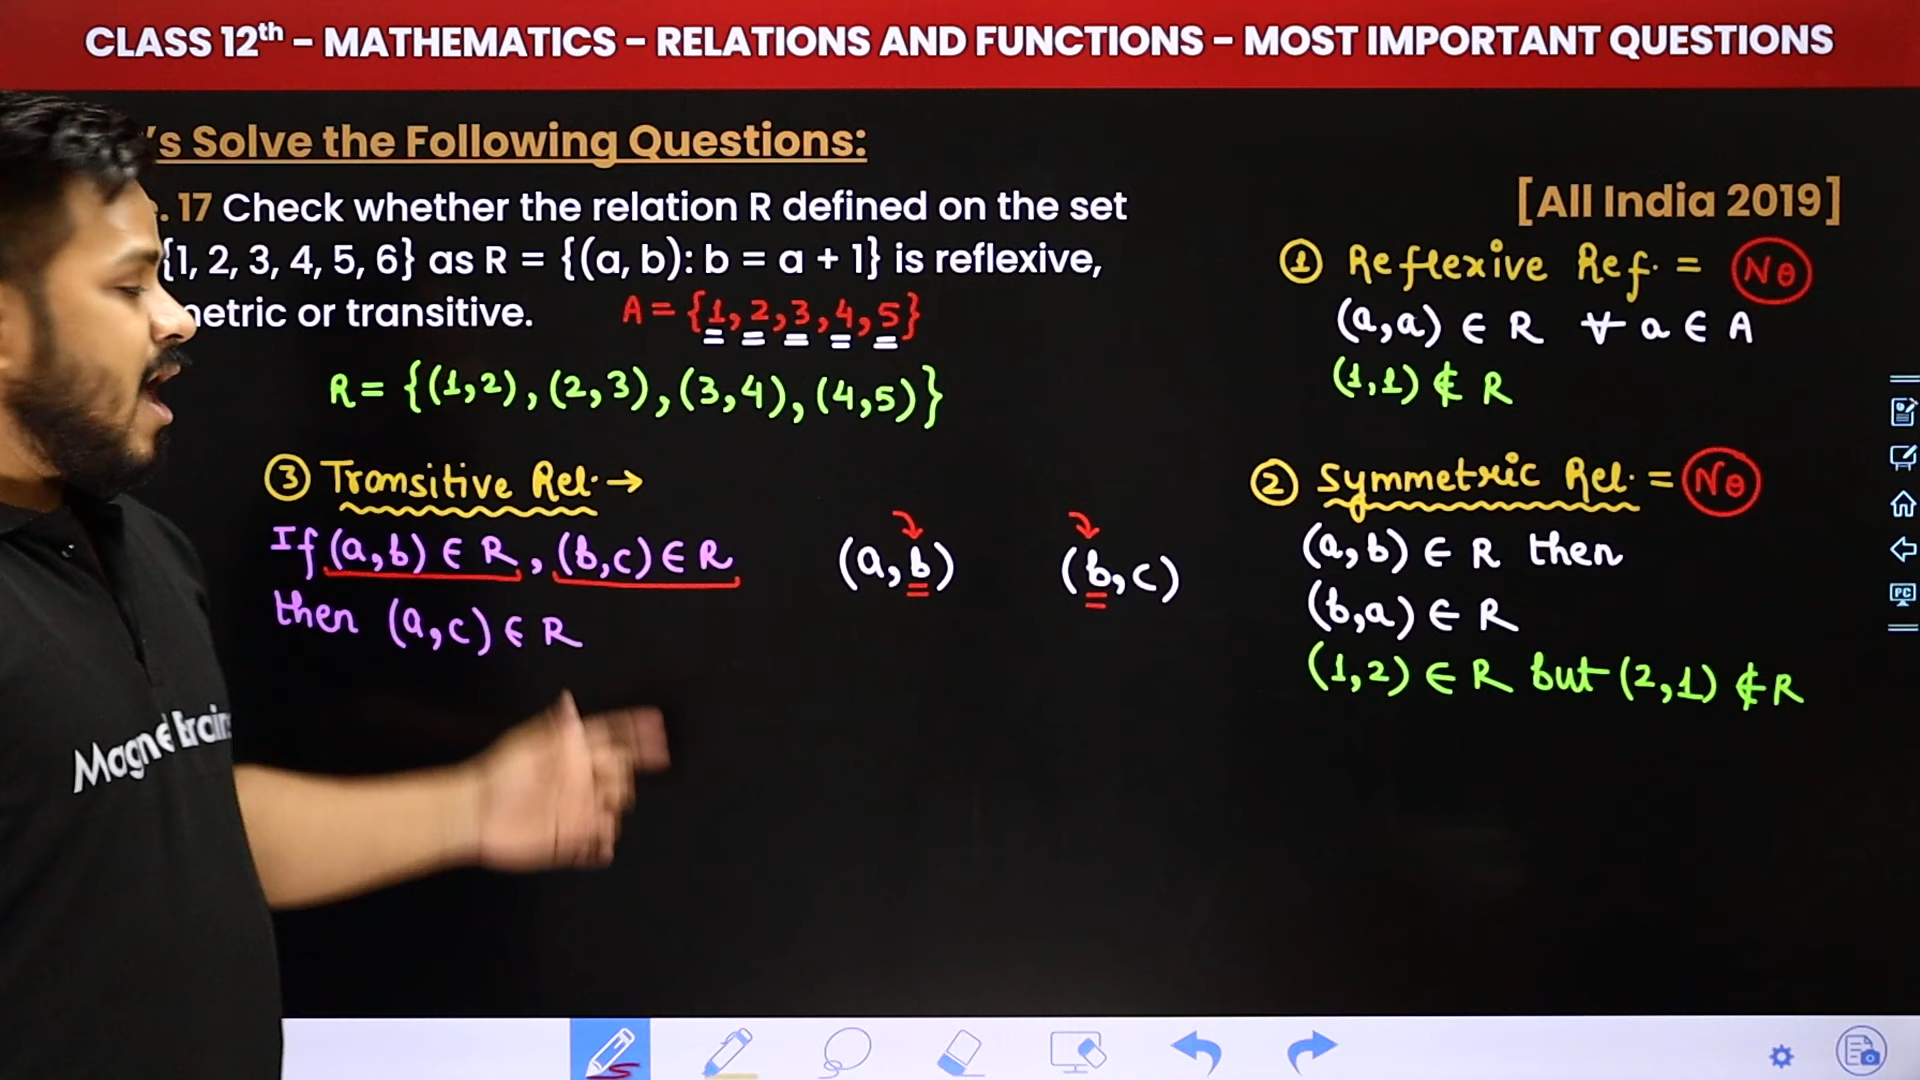 CLASS 12th - MATHEMATICS - RELATIONS AND FUNCTIONS - MOST IMPORTANT QUESTIONS
's Solve the Following Questions:
. 17 Check whether the relation R defined on the set
{1, 2, 3, 4, 5, 6} as R = {(a, b): b = a + 1} is reflexive,
metric or transitive.
[All India 2019]
A = {1,2,3,4,5}
R = {(1,2), (2,3), (3,4), (4,5)}
① Reflexive Ref. = No
(a,a) ∈ R ∀ a ∈ A
(1,1) ∉ R
② Symmetric Rel. = No
(a,b) ∈ R then
(b,a) ∈ R
(1,2) ∈ R but (2,1) ∉ R
③ Transitive Rel. →
If (a,b) ∈ R, (b,c) ∈ R
then (a,c) ∈ R
(a,b) (b,c)
Magnet Brain
PC